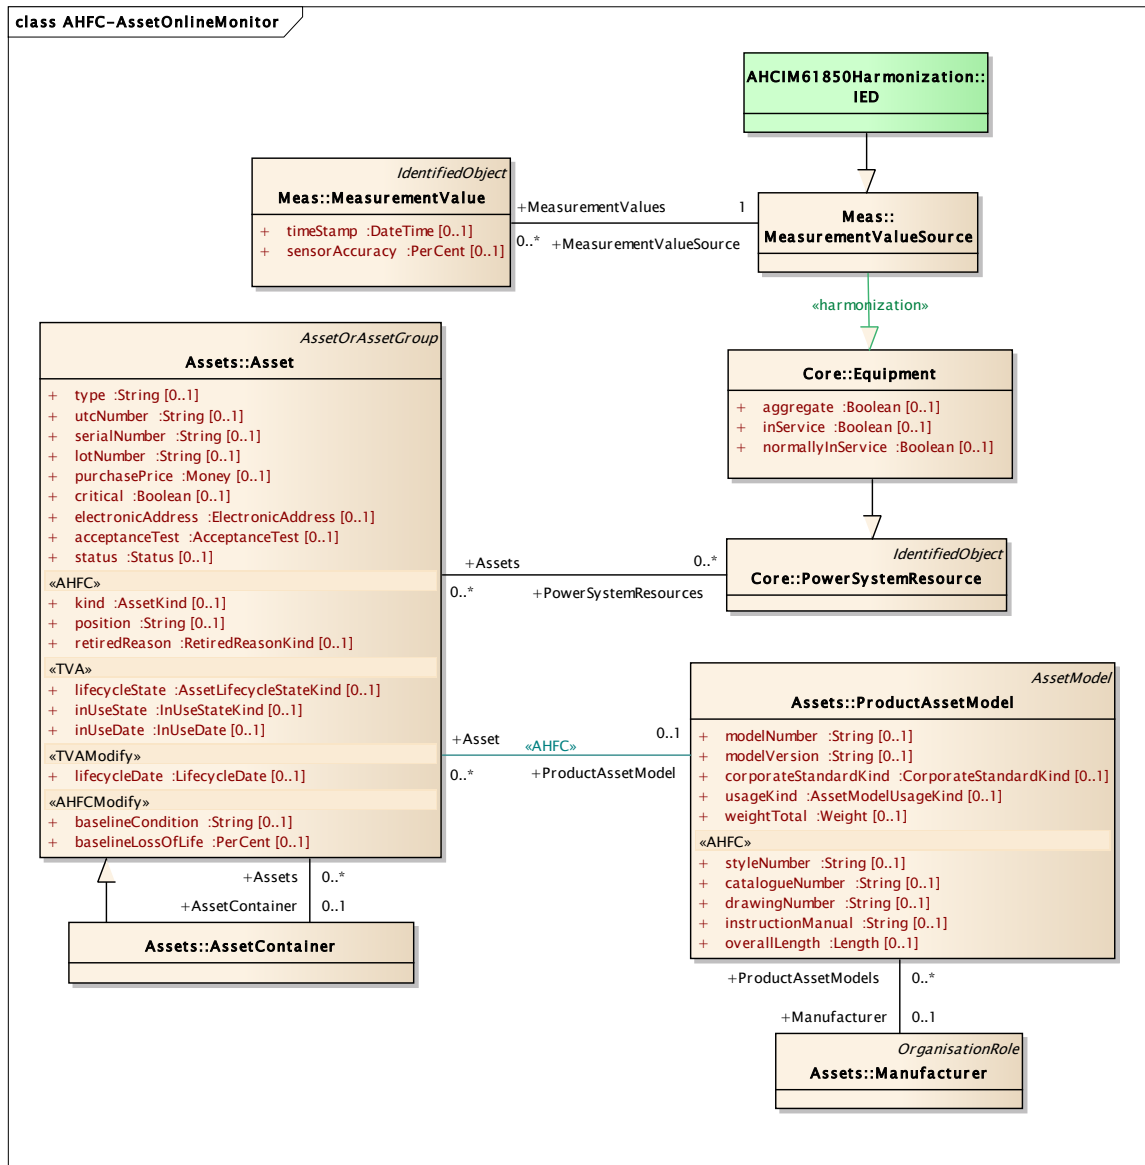 class AHFC-AssetOnlineMonitor
AHCIM61850Harmonization::
IED
IdentifiedObject
Meas::MeasurementValue
+ timeStamp :DateTime [0..1]
+ sensorAccuracy :PerCent [0..1]
+MeasurementValues
1
0..*
+MeasurementValueSource
Meas::
MeasurementValueSource
«harmonization»
Core::Equipment
+ aggregate :Boolean [0..1]
+ inService :Boolean [0..1]
+ normallyInService :Boolean [0..1]
AssetOrAssetGroup
Assets::Asset
+ type :String [0..1]
+ utcNumber :String [0..1]
+ serialNumber :String [0..1]
+ lotNumber :String [0..1]
+ purchasePrice :Money [0..1]
+ critical :Boolean [0..1]
+ electronicAddress :ElectronicAddress [0..1]
+ acceptanceTest :AcceptanceTest [0..1]
+ status :Status [0..1]
«AHFC»
+ kind :AssetKind [0..1]
+ position :String [0..1]
+ retiredReason :RetiredReasonKind [0..1]
«TVA»
+ lifecycleState :AssetLifecycleStateKind [0..1]
+ inUseState :InUseStateKind [0..1]
+ inUseDate :InUseDate [0..1]
«TVAModify»
+ lifecycleDate :LifecycleDate [0..1]
«AHFCModify»
+ baselineCondition :String [0..1]
+ baselineLossOfLife :PerCent [0..1]
+Assets
0..*
0..*
+PowerSystemResources
IdentifiedObject
Core::PowerSystemResource
+Asset
«AHFC»
0..1
0..*
+ProductAssetModel
AssetModel
Assets::ProductAssetModel
+ modelNumber :String [0..1]
+ modelVersion :String [0..1]
+ corporateStandardKind :CorporateStandardKind [0..1]
+ usageKind :AssetModelUsageKind [0..1]
+ weightTotal :Weight [0..1]
«AHFC»
+ styleNumber :String [0..1]
+ catalogueNumber :String [0..1]
+ drawingNumber :String [0..1]
+ instructionManual :String [0..1]
+ overallLength :Length [0..1]
+Assets 0..*
+AssetContainer 0..1
Assets::AssetContainer
+ProductAssetModels 0..*
+Manufacturer 0..1
OrganisationRole
Assets::Manufacturer